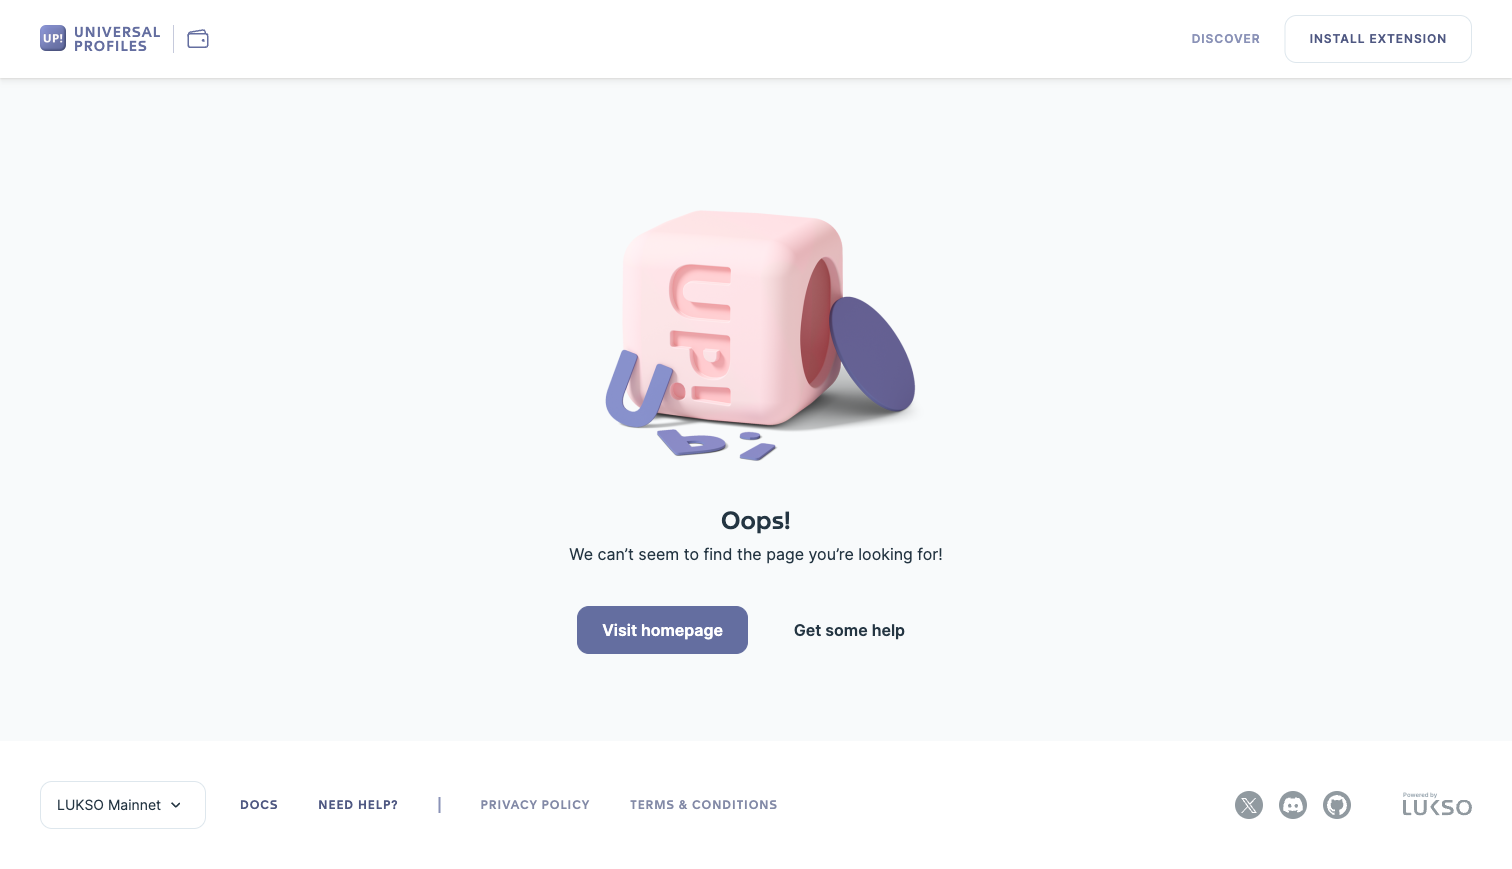 UP!
UNIVERSAL
PROFILES
DISCOVER
INSTALL EXTENSION
UP!
U
P
!
Oops!
We can’t seem to find the page you’re looking for!
Visit homepage
Get some help
LUKSO Mainnet
DOCS
NEED HELP?
|
PRIVACY POLICY
TERMS & CONDITIONS
Powered by
LUKSO